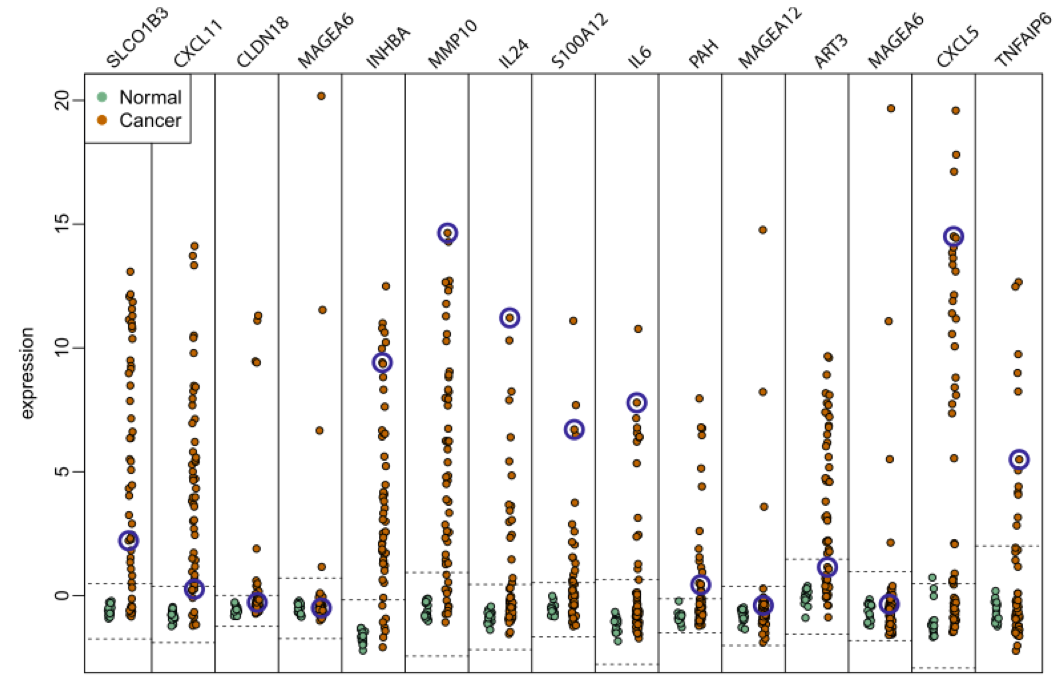 SLCO1B3 CXCL11 CLDN18 MAGEA6 INHBA MMP10 IL24 S100A12 IL6 PAH MAGEA12 ART3 MAGEA6 CXCL5 TNFAIP6
Normal
Cancer
20
15
10
5
0
expression